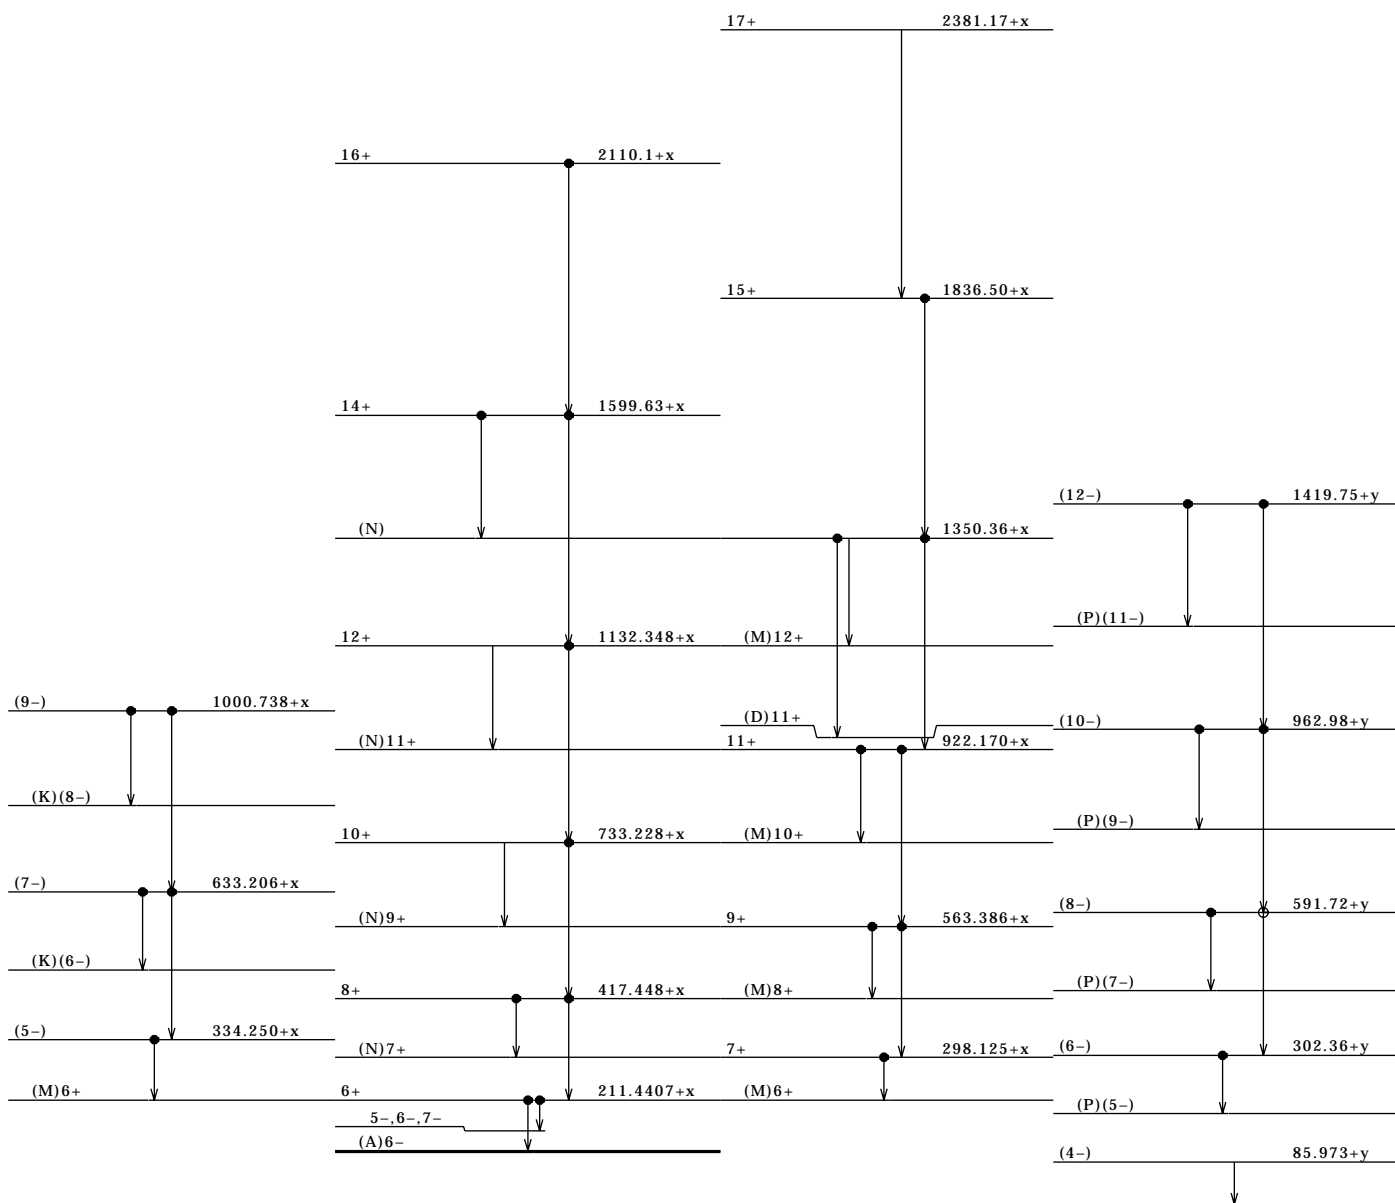 17+ 2381.17+x
16+ 2110.1+x
15+ 1836.50+x
14+ 1599.63+x
(12−) 1419.75+y
(N) 1350.36+x
(P)(11−)
12+ 1132.348+x (M)12+
(9−) 1000.738+x
(D)11+
(10−) 962.98+y
(N)11+ 11+ 922.170+x
(K)(8−)
(P)(9−)
10+ 733.228+x (M)10+
(7−) 633.206+x
(8−) 591.72+y
(N)9+ 9+ 563.386+x
(K)(6−)
(P)(7−)
8+ 417.448+x (M)8+
(5−) 334.250+x
(6−) 302.36+y
(N)7+ 7+ 298.125+x
(M)6+ 6+ 211.4407+x (M)6+
(P)(5−)
5−,6−,7−
(A)6−
(4−) 85.973+y